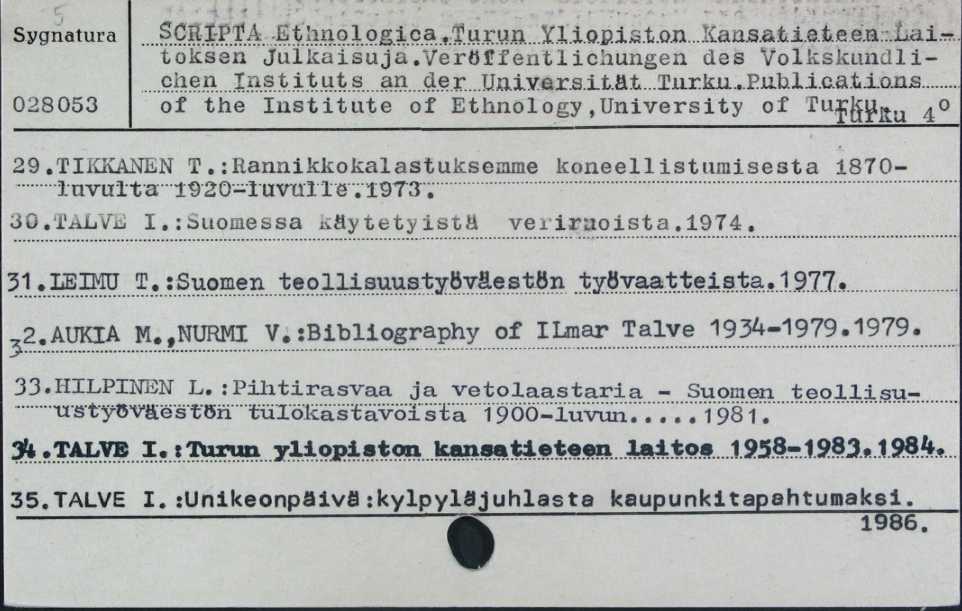 5
Sygnatura
028053
SCRIPTA Ethnologica.Turun Yliopiston Kansatieteen Lai-
toksen Julkaisuja.Veröffentlichungen des Volkskundli-
chen Instituts an der Universität Turku.Publications
of the Institute of Ethnology,University of Turku.
Turku 4º
29.TIKKANEN T.:Rannikkokalastuksemme koneellistumisesta 1870-
luvulta 1920-luvulle.1973.
30.TALVE I.:Suomessa käytetyistä veriruoista.1974.
31.LEIMU T.:Suomen teollisuustyöväestön työvaatteista.1977.
32.AUKIA M.,NURMI V.:Bibliography of ILmar Talve 1934-1979.1979.
33.HILPINEN L.:Pihtirasvaa ja vetolaastaria - Suomen teollisu-
ustyöväestön tulokastavoista 1900-luvun.....1981.
34.TALVE I.:Turun yliopiston kansatieteen laitos 1958-1983.1984.
35.TALVE I.:Unikeonpäivä:kylpyläjuhlasta kaupunkitapahtumaksi.
1986.